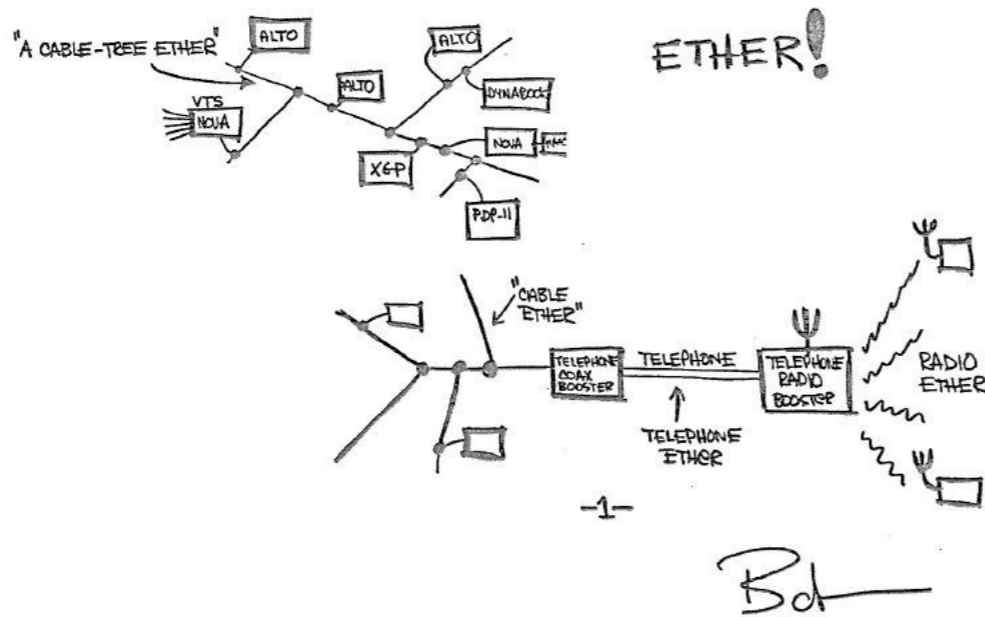 ETHER!
"A CABLE-TREE ETHER"
ALTO
ALTO
DYNABOOK
ALTO
VTS
NOVA
NOVA
XGP
PDP-11
"CABLE
ETHER"
TELEPHONE
COAX
BOOSTER
TELEPHONE
TELEPHONE
ETHER
TELEPHONE
RADIO
BOOSTER
RADIO
ETHER
-1-